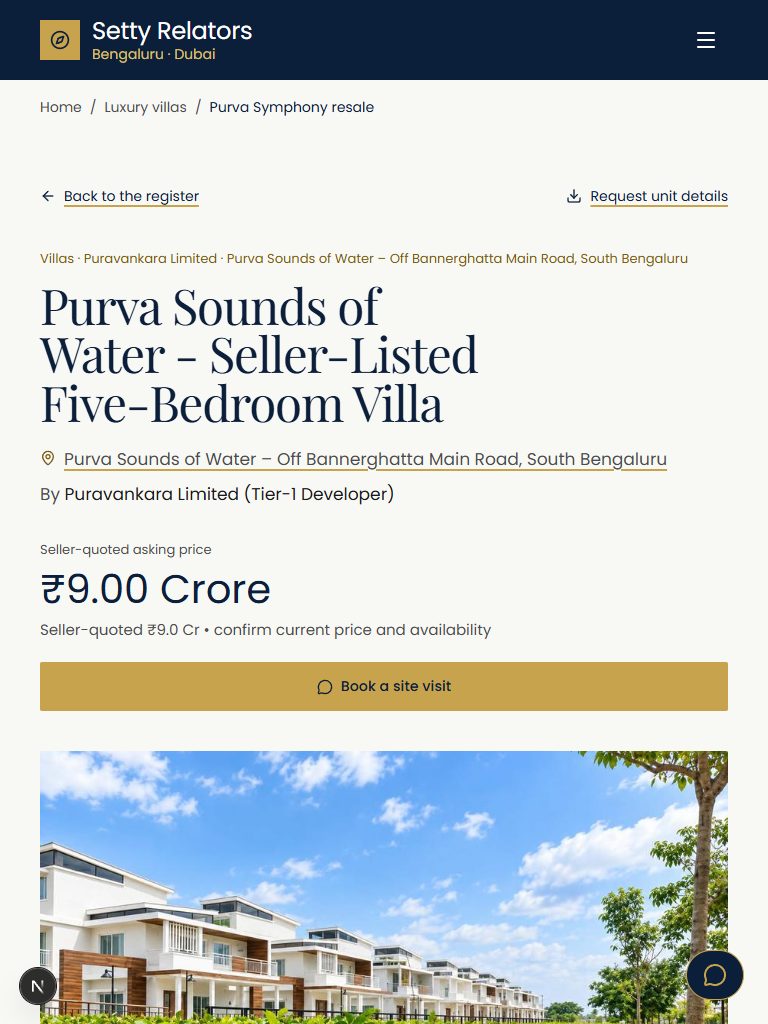 Setty Relators
Bengaluru · Dubai
Home / Luxury villas / Purva Symphony resale
Back to the register
Request unit details
Villas · Puravankara Limited · Purva Sounds of Water – Off Bannerghatta Main Road, South Bengaluru
Purva Sounds of
Water - Seller-Listed
Five-Bedroom Villa
Purva Sounds of Water – Off Bannerghatta Main Road, South Bengaluru
By Puravankara Limited (Tier-1 Developer)
Seller-quoted asking price
₹9.00 Crore
Seller-quoted ₹9.0 Cr • confirm current price and availability
Book a site visit
N